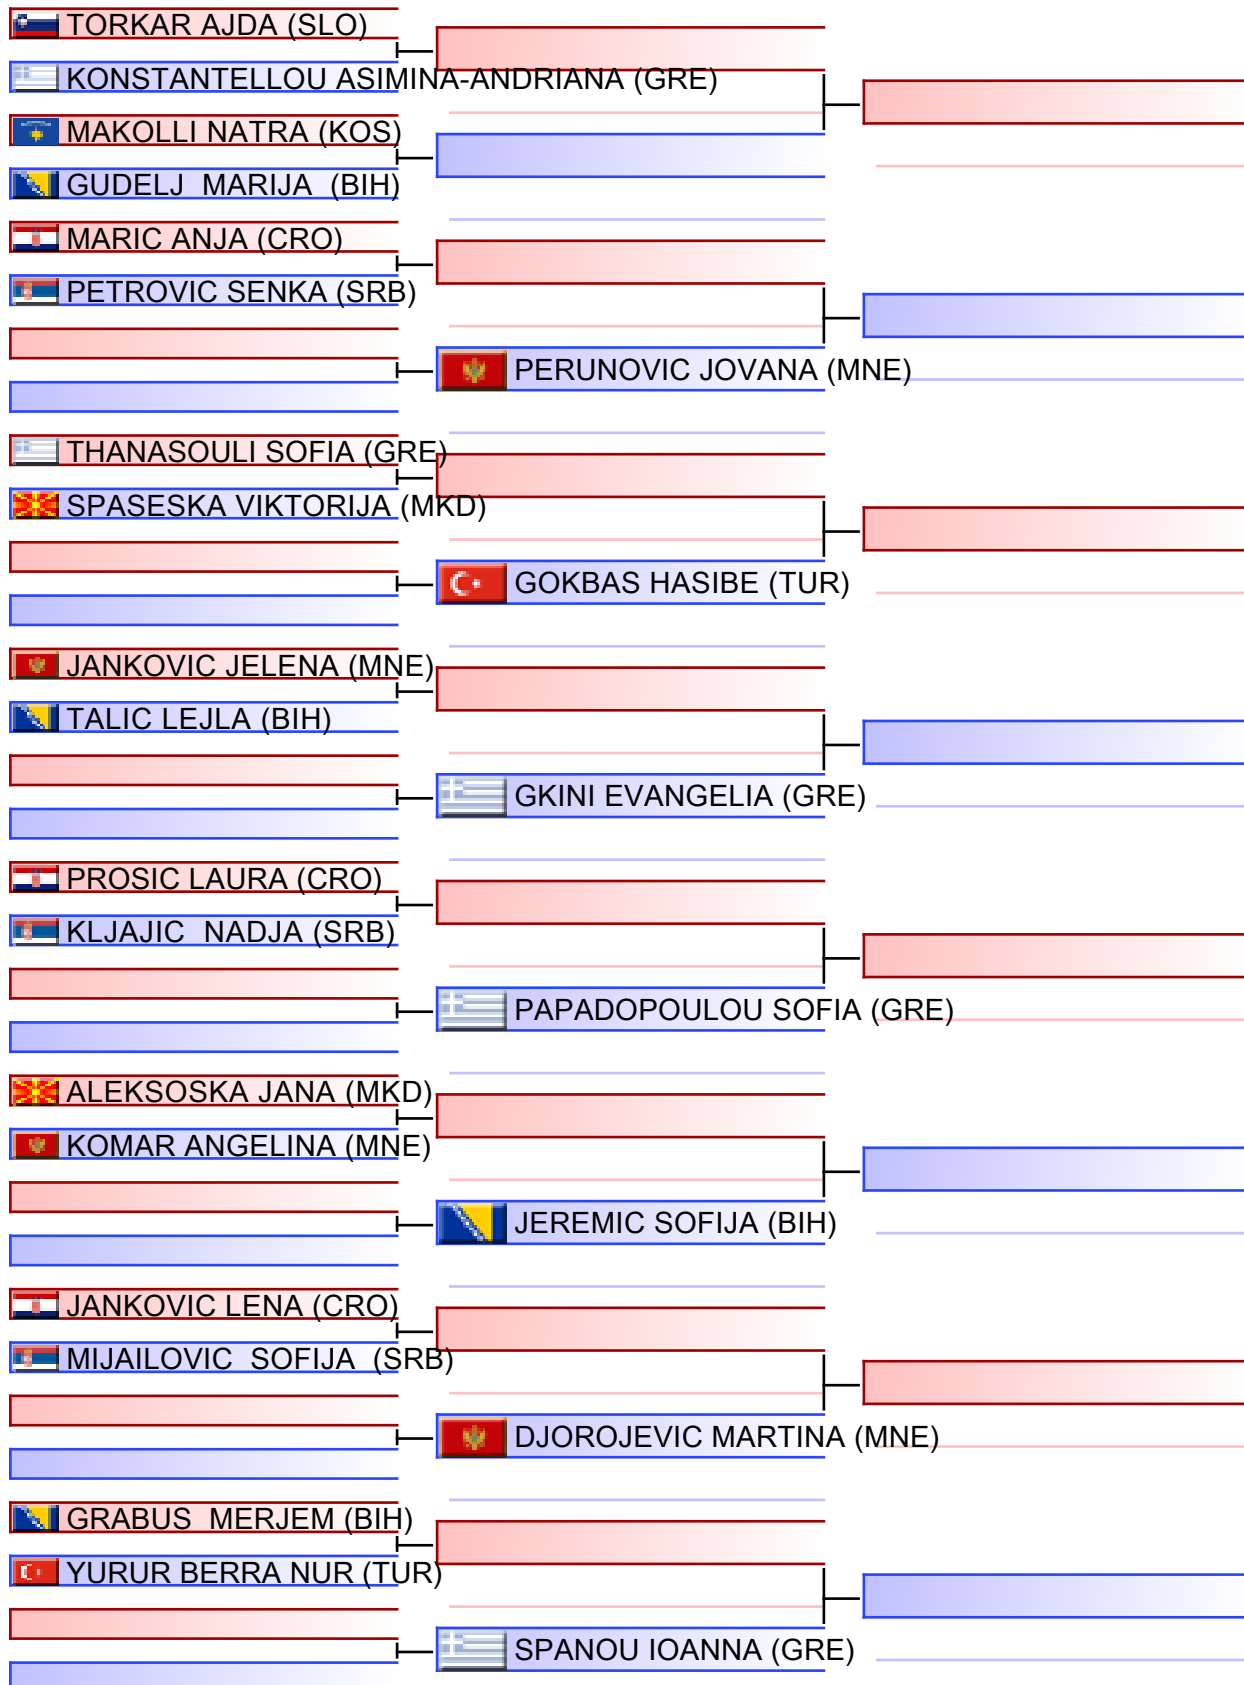 TORKAR AJDA (SLO)
KONSTANTELLOU ASIMINA-ANDRIANA (GRE)
MAKOLLI NATRA (KOS)
GUDELJ  MARIJA  (BIH)
MARIC ANJA (CRO)
PETROVIC SENKA (SRB)
PERUNOVIC JOVANA (MNE)
THANASOULI SOFIA (GRE)
SPASESKA VIKTORIJA (MKD)
GOKBAS HASIBE (TUR)
JANKOVIC JELENA (MNE)
TALIC LEJLA (BIH)
GKINI EVANGELIA (GRE)
PROSIC LAURA (CRO)
KLJAJIC  NADJA (SRB)
PAPADOPOULOU SOFIA (GRE)
ALEKSOSKA JANA (MKD)
KOMAR ANGELINA (MNE)
JEREMIC SOFIJA (BIH)
JANKOVIC LENA (CRO)
MIJAILOVIC  SOFIJA  (SRB)
DJOROJEVIC MARTINA (MNE)
GRABUS  MERJEM (BIH)
YURUR BERRA NUR (TUR)
SPANOU IOANNA (GRE)